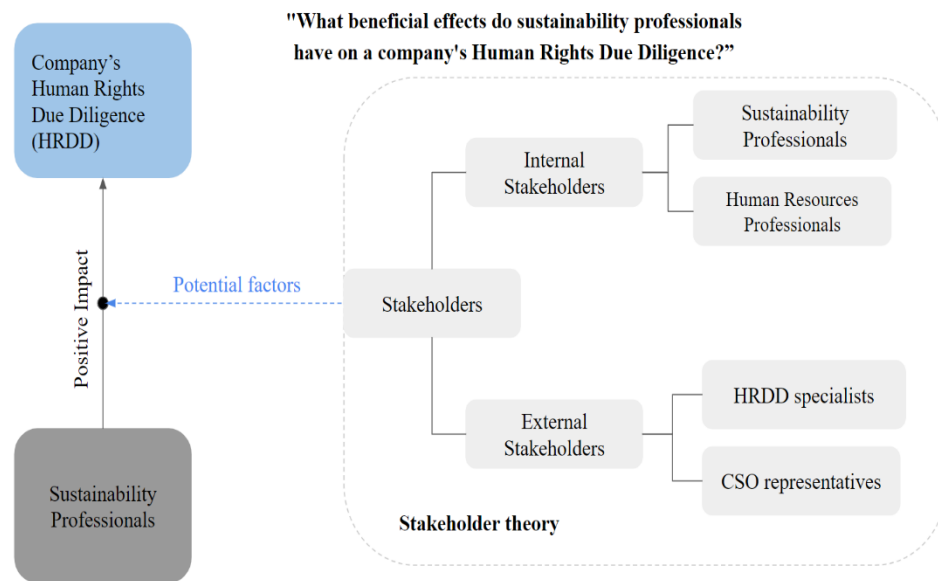 "What beneficial effects do sustainability professionals
have on a company's Human Rights Due Diligence?”
Company’s
Human Rights
Due Diligence
(HRDD)
Positive Impact
Sustainability
Professionals
Potential factors
Stakeholders
Internal
Stakeholders
Sustainability
Professionals
Human Resources
Professionals
External
Stakeholders
HRDD specialists
CSO representatives
Stakeholder theory